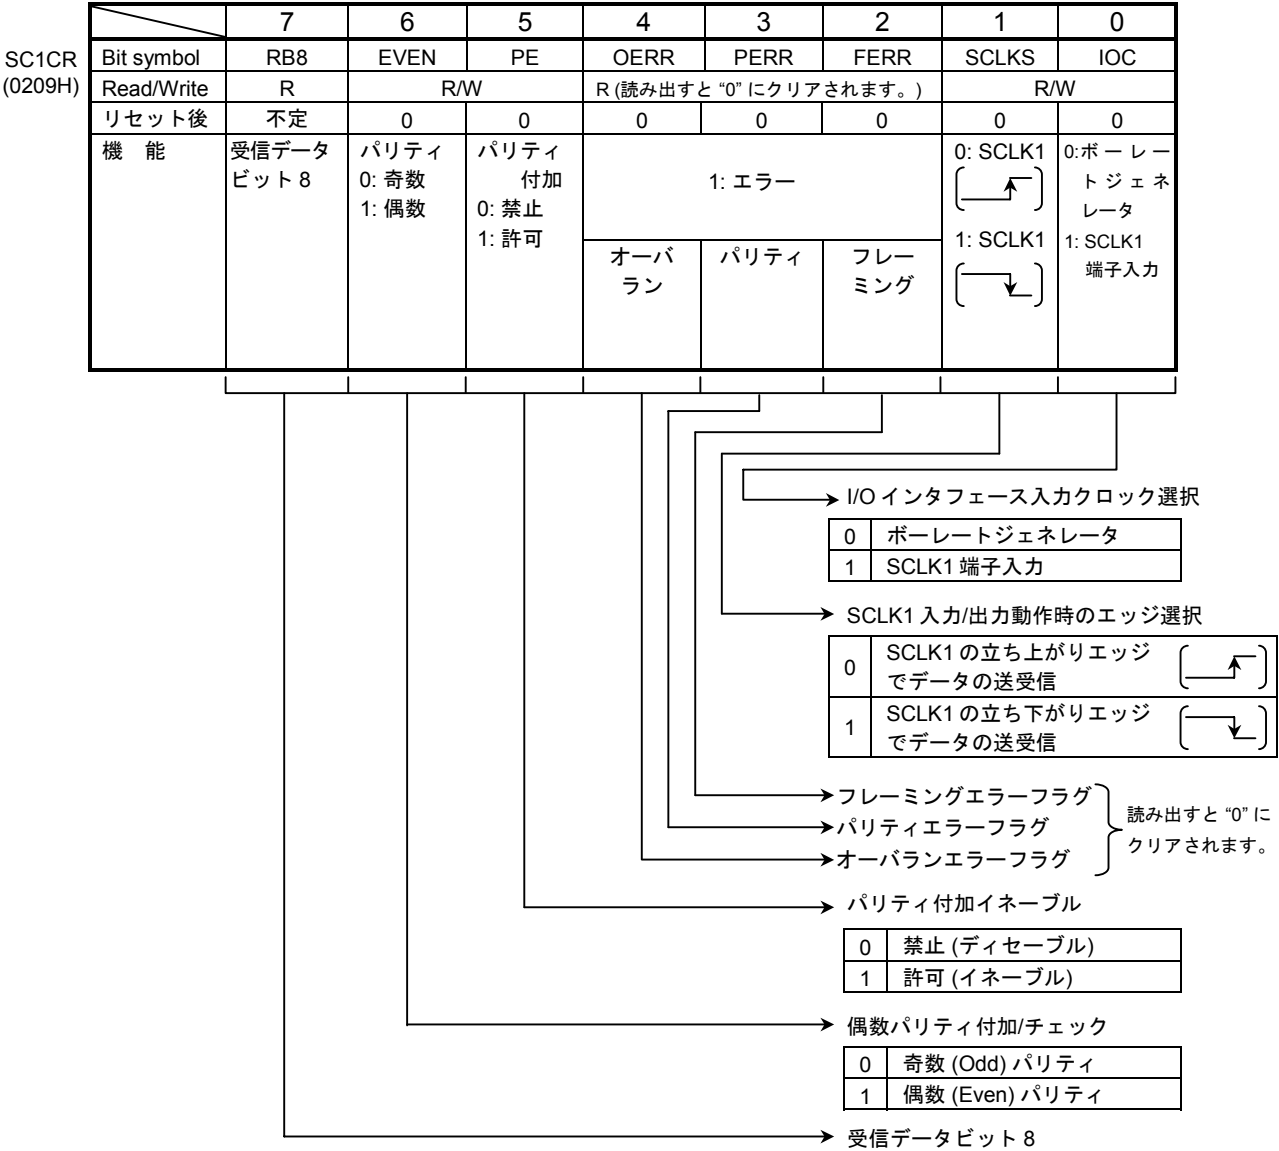 7 6 5 4 3 2 1 0
SC1CR
(0209H)
Bit symbol RB8 EVEN PE OERR PERR FERR SCLKS IOC
Read/Write R R/W R (読み出すと “0” にクリアされます。) R/W
リセット後 不定 0 0 0 0 0 0 0
機 能
受信データ
ビット 8
パリティ
0: 奇数
1: 偶数
パリティ
付加
0: 禁止
1: 許可
1: エラー
オーバ
ラン
パリティ
フレー
ミング
0: SCLK1
1: SCLK1
0:ボーレー
トジェネ
レータ
1: SCLK1
端子入力
I/O インタフェース入力クロック選択
0 ボーレートジェネレータ
1 SCLK1 端子入力
SCLK1 入力/出力動作時のエッジ選択
0 SCLK1 の立ち上がりエッジ
でデータの送受信
1 SCLK1 の立ち下がりエッジ
でデータの送受信
フレーミングエラーフラグ
パリティエラーフラグ
オーバランエラーフラグ
読み出すと “0” に
クリアされます。
パリティ付加イネーブル
0 禁止 (ディセーブル)
1 許可 (イネーブル)
偶数パリティ付加/チェック
0 奇数 (Odd) パリティ
1 偶数 (Even) パリティ
受信データビット 8